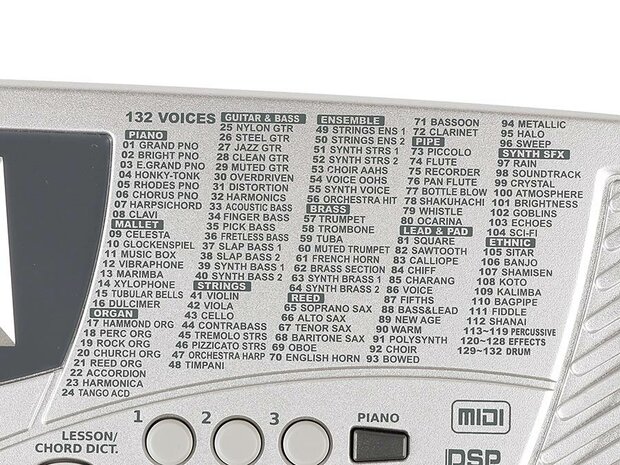 132 VOICES
PIANO
01 GRAND PNO
02 BRIGHT PNO
03 E.GRAND PNO
04 HONKY-TONK
05 RHODES PNO
06 CHORUS PNO
07 HARPSICHORD
08 CLAVI
MALLET
09 CELESTA
10 GLOCKENSPIEL
11 MUSIC BOX
12 VIBRAPHONE
13 MARIMBA
14 XYLOPHONE
15 TUBULAR BELLS
16 DULCIMER
ORGAN
17 HAMMOND ORG
18 PERC ORG
19 ROCK ORG
20 CHURCH ORG
21 REED ORG
22 ACCORDION
23 HARMONICA
24 TANGO ACD
GUITAR & BASS
25 NYLON GTR
26 STEEL GTR
27 JAZZ GTR
28 CLEAN GTR
29 MUTED GTR
30 OVERDRIVEN
31 DISTORTION
32 HARMONICS
33 ACOUSTIC BASS
34 FINGER BASS
35 PICK BASS
36 FRETLESS BASS
37 SLAP BASS 1
38 SLAP BASS 2
39 SYNTH BASS 1
40 SYNTH BASS 2
STRINGS
41 VIOLIN
42 VIOLA
43 CELLO
44 CONTRABASS
45 TREMOLO STRS
46 PIZZICATO STRS
47 ORCHESTRA HARP
48 TIMPANI
ENSEMBLE
49 STRINGS ENS 1
50 STRINGS ENS 2
51 SYNTH STRS 1
52 SYNTH STRS 2
53 CHOIR AAHS
54 VOICE OOHS
55 SYNTH VOICE
56 ORCHESTRA HIT
BRASS
57 TRUMPET
58 TROMBONE
59 TUBA
60 MUTED TRUMPET
61 FRENCH HORN
62 BRASS SECTION
63 SYNTH BRASS 1
64 SYNTH BRASS 2
REED
65 SOPRANO SAX
66 ALTO SAX
67 TENOR SAX
68 BARITONE SAX
69 OBOE
70 ENGLISH HORN
71 BASSOON
72 CLARINET
PIPE
73 PICCOLO
74 FLUTE
75 RECORDER
76 PAN FLUTE
77 BOTTLE BLOW
78 SHAKUHACHI
79 WHISTLE
80 OCARINA
LEAD & PAD
81 SQUARE
82 SAWTOOTH
83 CALLIOPE
84 CHIFF
85 CHARANG
86 VOICE
87 FIFTHS
88 BASS&LEAD
89 NEW AGE
90 WARM
91 POLYSYNTH
92 CHOIR
93 BOWED
94 METALLIC
95 HALO
96 SWEEP
SYNTH SFX
97 RAIN
98 SOUNDTRACK
99 CRYSTAL
100 ATMOSPHERE
101 BRIGHTNESS
102 GOBLINS
103 ECHOES
104 SCI-FI
ETHNIC
105 SITAR
106 BANJO
107 SHAMISEN
108 KOTO
109 KALIMBA
110 BAGPIPE
111 FIDDLE
112 SHANAI
113~119 PERCUSSIVE
120~128 EFFECTS
129~132 DRUM
LESSON/
CHORD DICT.
1
2
3
PIANO
MIDI
DSP